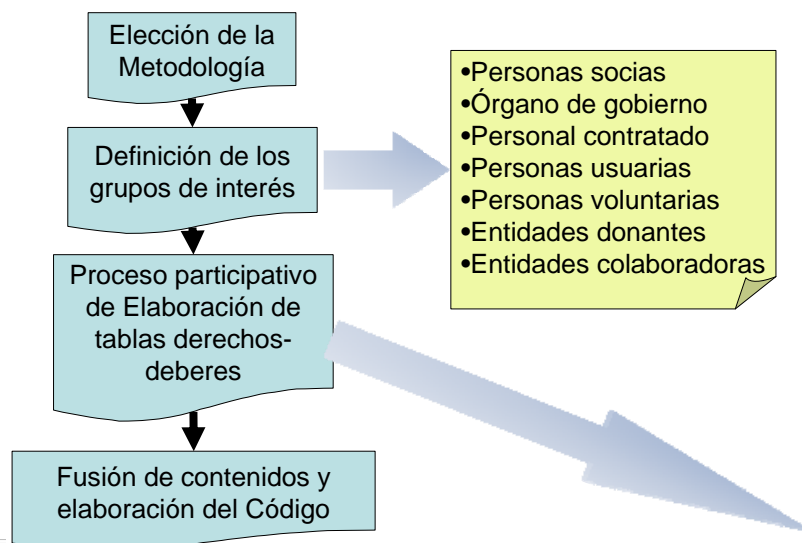 Elección de la
Metodología
Definición de los
grupos de interés
•Personas socias
•Órgano de gobierno
•Personal contratado
•Personas usuarias
•Personas voluntarias
•Entidades donantes
•Entidades colaboradoras
Proceso participativo
de Elaboración de
tablas derechos-
deberes
Fusión de contenidos y
elaboración del Código